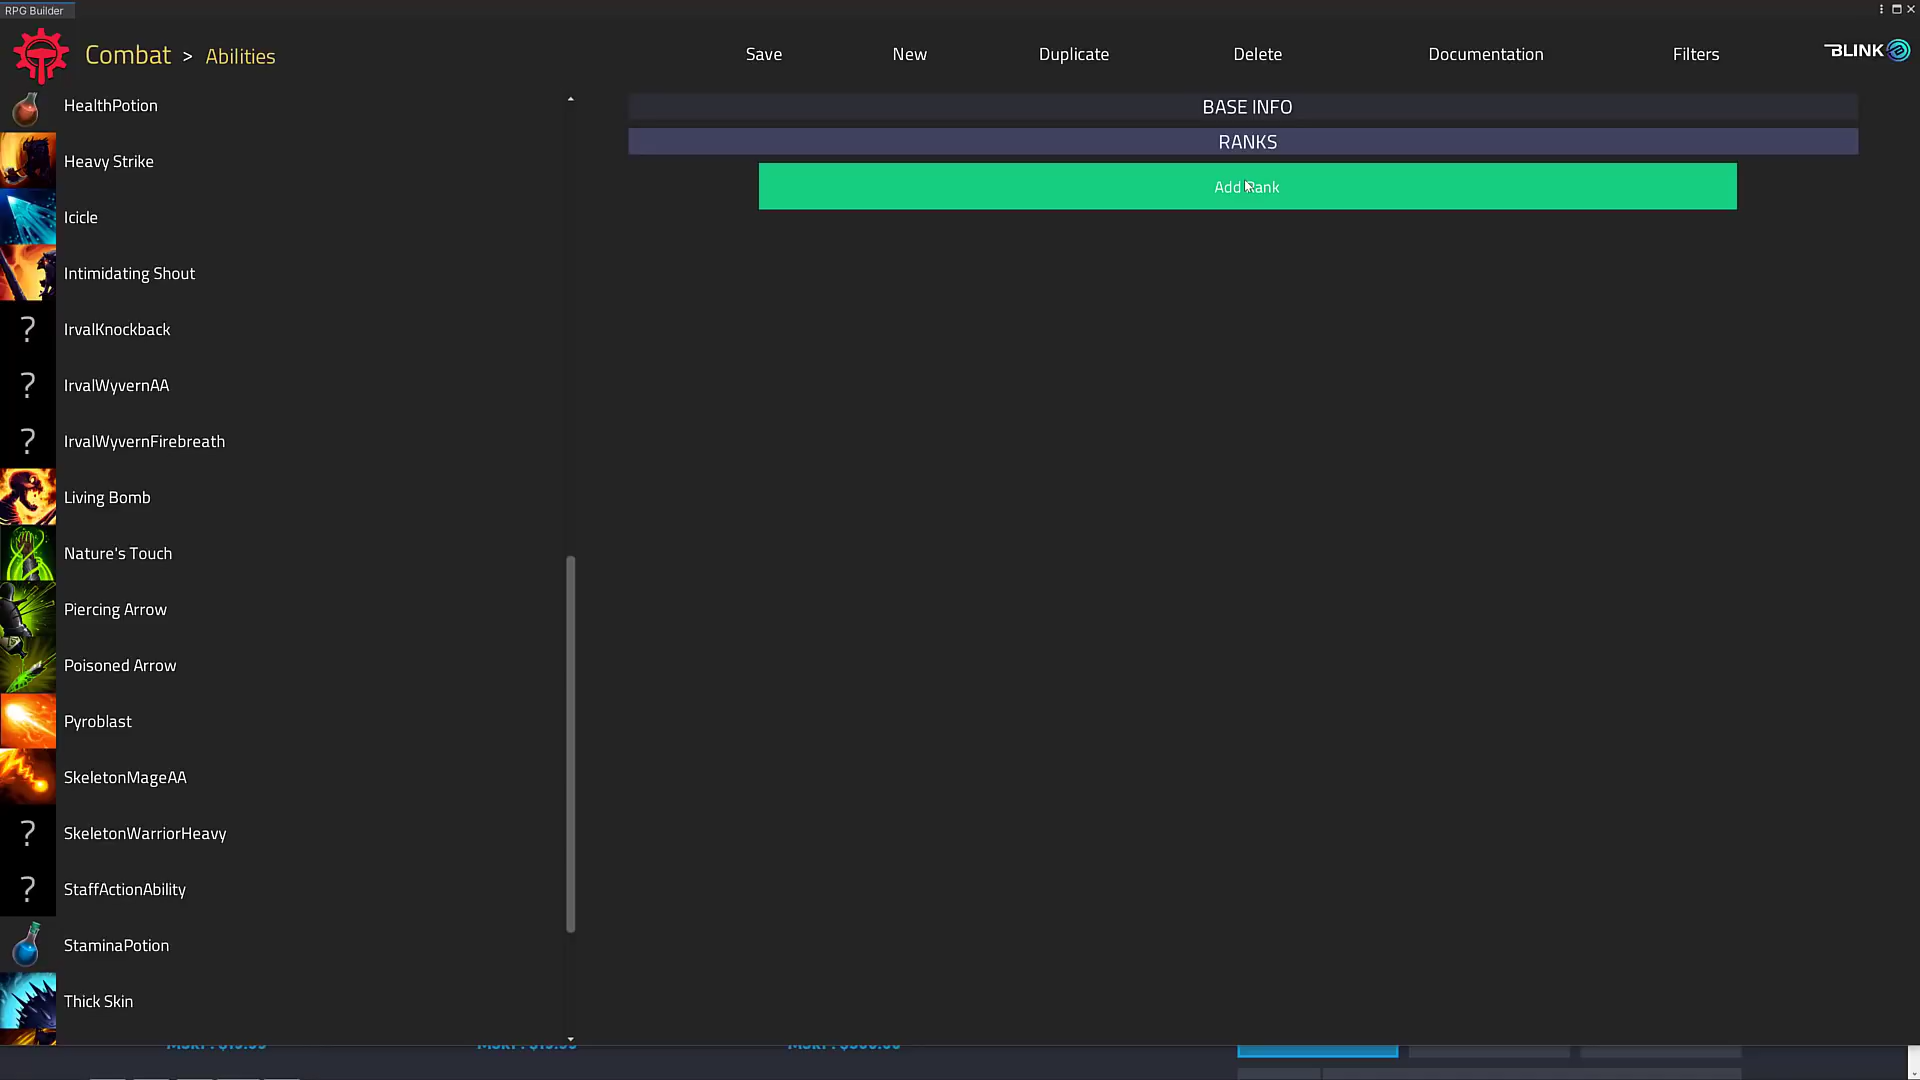 RPG Builder
Combat > Abilities
Save New Duplicate Delete Documentation Filters
BLINK
HealthPotion
Heavy Strike
Icicle
Intimidating Shout
? IrvalKnockback
? IrvalWyvernAA
? IrvalWyvernFirebreath
Living Bomb
Nature's Touch
Piercing Arrow
Poisoned Arrow
Pyroblast
SkeletonMageAA
? SkeletonWarriorHeavy
? StaffActionAbility
StaminaPotion
Thick Skin
BASE INFO
RANKS
Add Rank